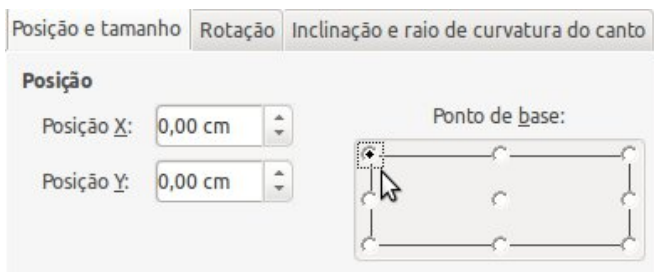 Posição e tamanho Rotação Inclinação e raio de curvatura do canto
Posição
Posição X: 0,00 cm
Ponto de base:
Posição Y: 0,00 cm